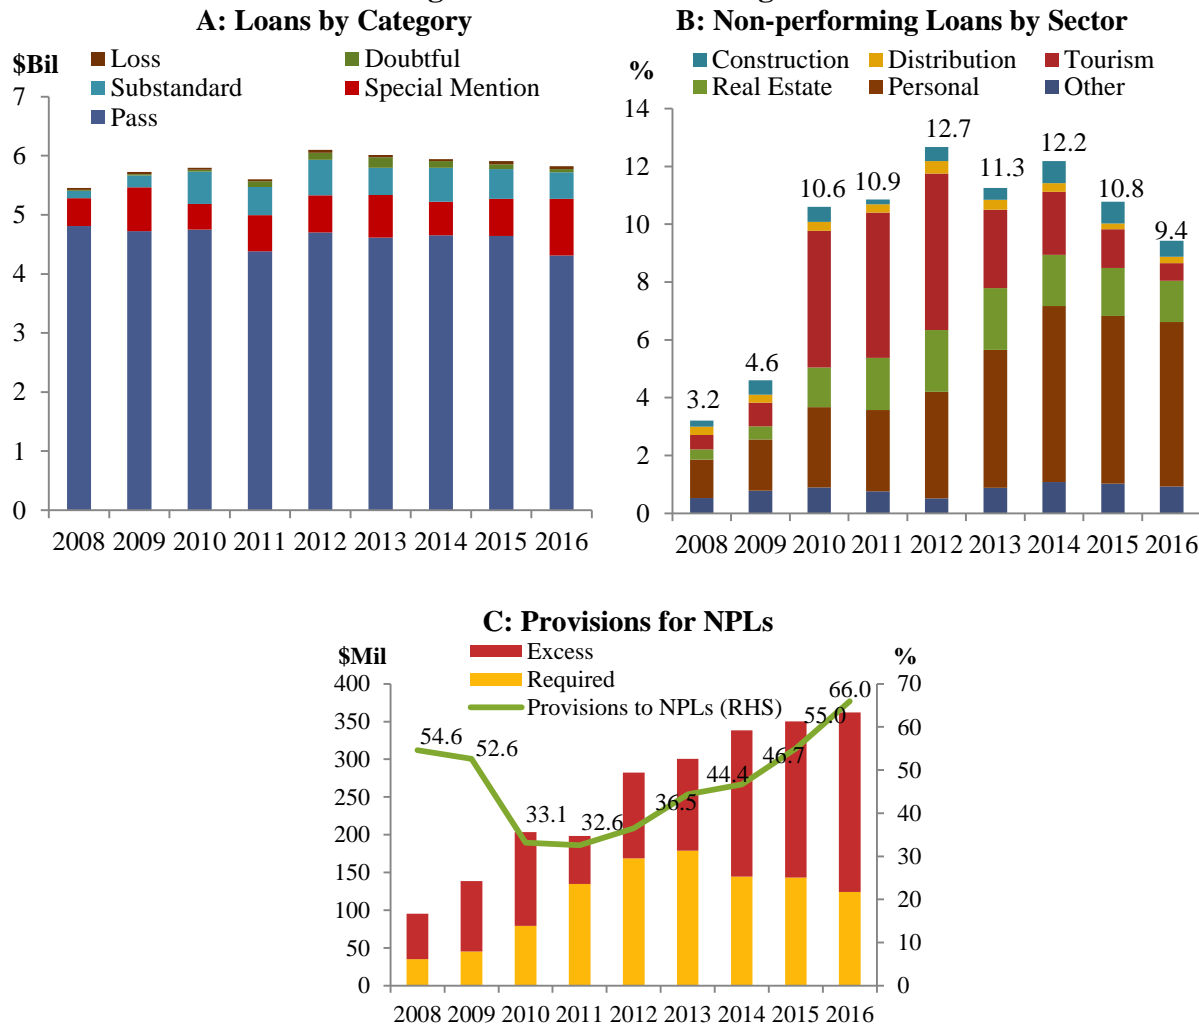 A: Loans by Category
$Bil
Loss
Doubtful
Substandard
Special Mention
Pass
7
6
5
4
3
2
1
0
2008 2009 2010 2011 2012 2013 2014 2015 2016
B: Non-performing Loans by Sector
%
Construction Distribution Tourism
Real Estate Personal Other
14
12
10
8
6
4
2
0
3.2
4.6
10.6
10.9
12.7
11.3
12.2
10.8
9.4
2008 2009 2010 2011 2012 2013 2014 2015 2016
C: Provisions for NPLs
$Mil
%
Excess
Required
Provisions to NPLs (RHS)
400
350
300
250
200
150
100
50
0
54.6
52.6
33.1
32.6
36.5
44.4
46.7
55.0
66.0
70
60
50
40
30
20
10
0
2008 2009 2010 2011 2012 2013 2014 2015 2016